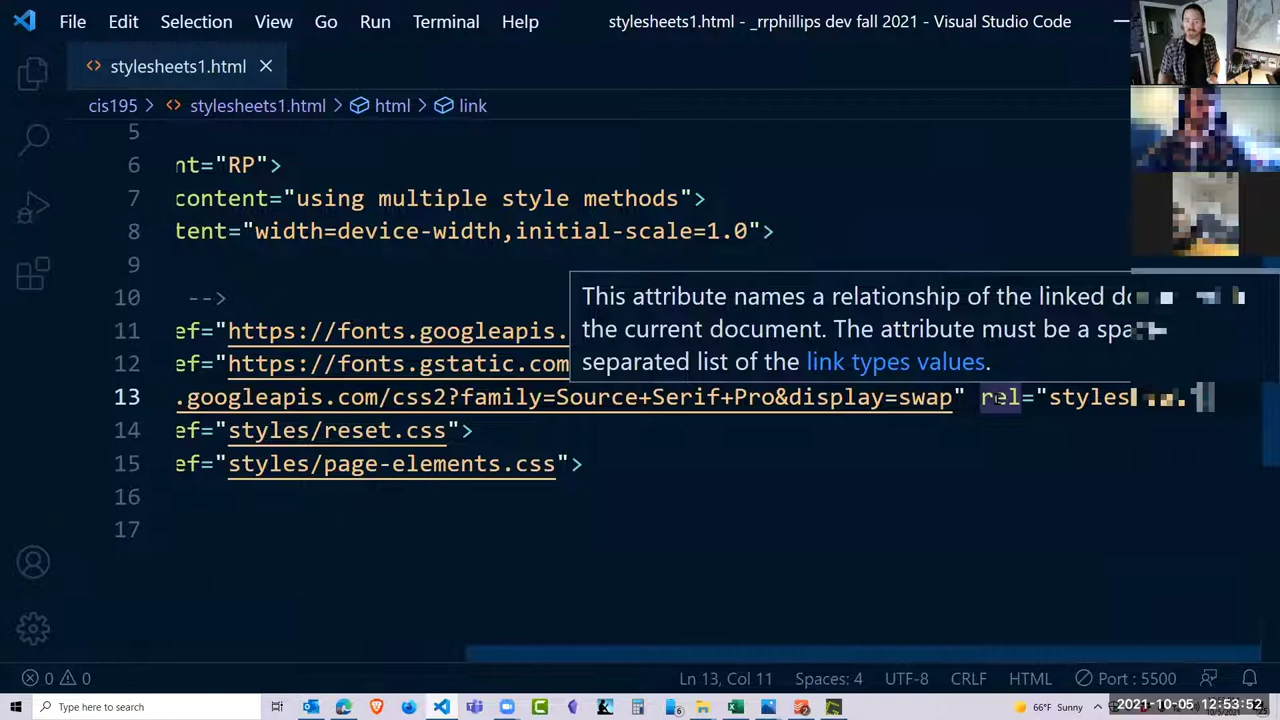 File Edit Selection View Go Run Terminal Help stylesheets1.html - _rrphillips dev fall 2021 - Visual Studio Code
stylesheets1.html
cis195 > stylesheets1.html > html > link
5
6 nt="RP">
7 content="using multiple style methods">
8 tent="width=device-width,initial-scale=1.0">
9
10 -->
11 ef="https://fonts.googleapis.
12 ef="https://fonts.gstatic.com
13 .googleapis.com/css2?family=Source+Serif+Pro&display=swap" rel="styles
14 ef="styles/reset.css">
15 ef="styles/page-elements.css">
16
17
This attribute names a relationship of the linked
the current document. The attribute must be a
separated list of the link types values.
0 0 Ln 13, Col 11 Spaces: 4 UTF-8 CRLF HTML Port : 5500
Type here to search 66°F Sunny 2021-10-05 12:53:52